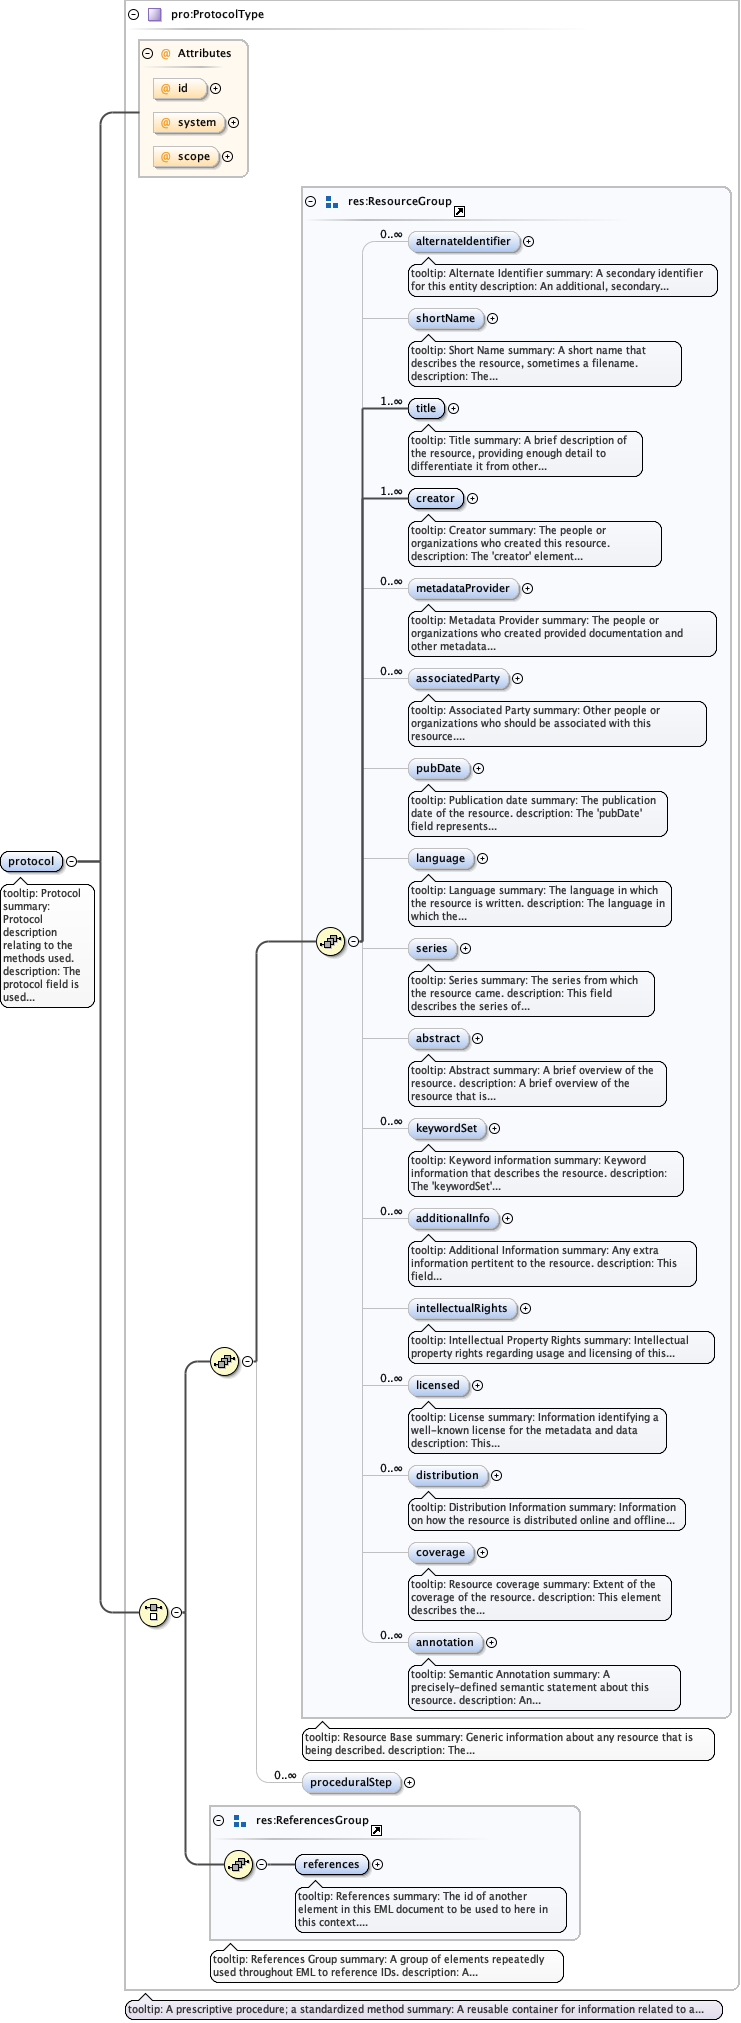 pro:ProtocolType
@ Attributes
@ id
@ system
@ scope
res:ResourceGroup
0..∞
alternateIdentifier
tooltip: Alternate Identifier summary: A secondary identifier
for this entity description: An additional, secondary...
shortName
tooltip: Short Name summary: A short name that
describes the resource, sometimes a filename.
description: The...
1..∞
title
tooltip: Title summary: A brief description of
the resource, providing enough detail to
differentiate it from other...
1..∞
creator
tooltip: Creator summary: The people or
organizations who created this resource.
description: The 'creator' element...
0..∞
metadataProvider
tooltip: Metadata Provider summary: The people or
organizations who created provided documentation and
other metadata...
0..∞
associatedParty
tooltip: Associated Party summary: Other people or
organizations who should be associated with this
resource....
pubDate
tooltip: Publication date summary: The publication
date of the resource. description: The 'pubDate'
field represents...
protocol
tooltip: Protocol
summary:
Protocol
description
relating to the
methods used.
description: The
protocol field is
used...
language
tooltip: Language summary: The language in which
the resource is written. description: The language in
which the...
series
tooltip: Series summary: The series from which
the resource came. description: This field
describes the series of...
abstract
tooltip: Abstract summary: A brief overview of the
resource. description: A brief overview of the
resource that is...
0..∞
keywordSet
tooltip: Keyword information summary: Keyword
information that describes the resource. description:
The 'keywordSet'...
0..∞
additionalInfo
tooltip: Additional Information summary: Any extra
information pertitent to the resource. description: This
field...
intellectualRights
tooltip: Intellectual Property Rights summary: Intellectual
property rights regarding usage and licensing of this...
0..∞
licensed
tooltip: License summary: Information identifying a
well-known license for the metadata and data
description: This...
0..∞
distribution
tooltip: Distribution Information summary: Information
on how the resource is distributed online and offline...
coverage
tooltip: Resource coverage summary: Extent of the
coverage of the resource. description: This element
describes the...
0..∞
annotation
tooltip: Semantic Annotation summary: A
precisely-defined semantic statement about this
resource. description: An...
tooltip: Resource Base summary: Generic information about any resource that is
being described. description: The...
0..∞
proceduralStep
res:ReferencesGroup
references
tooltip: References summary: The id of another
element in this EML document to be used to here in
this context....
tooltip: References Group summary: A group of elements repeatedly
used throughout EML to reference IDs. description: A...
tooltip: A prescriptive procedure; a standardized method summary: A reusable container for information related to a...